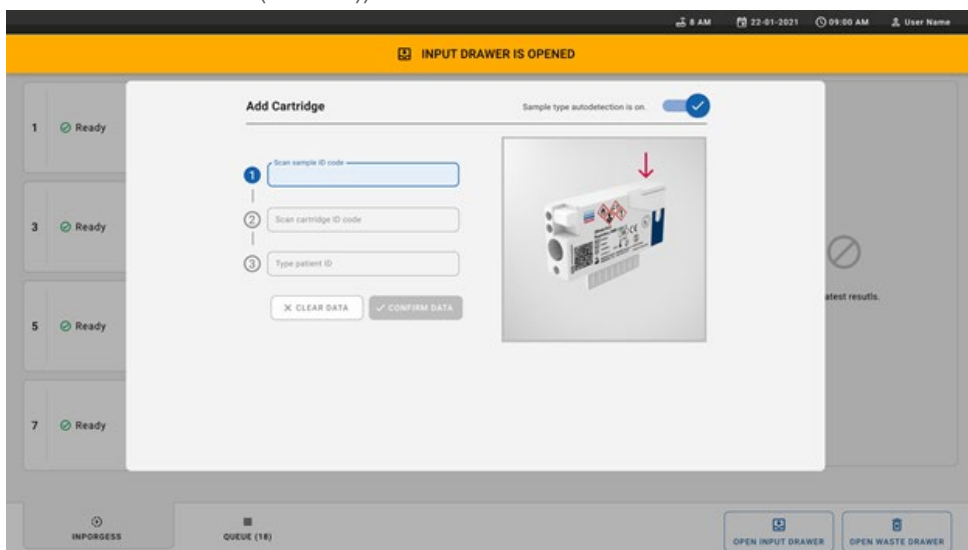 8 AM 22-01-2021 09:00 AM User Name
INPUT DRAWER IS OPENED
Add Cartridge
Sample type autodetection is on.
1 Ready
Scan sample ID code
1
2 Scan cartridge ID code
3 Ready
3 Type patient ID
CLEAR DATA CONFIRM DATA
atest resutls.
5 Ready
7 Ready
INPORGESS
QUEUE (18)
OPEN INPUT DRAWER
OPEN WASTE DRAWER